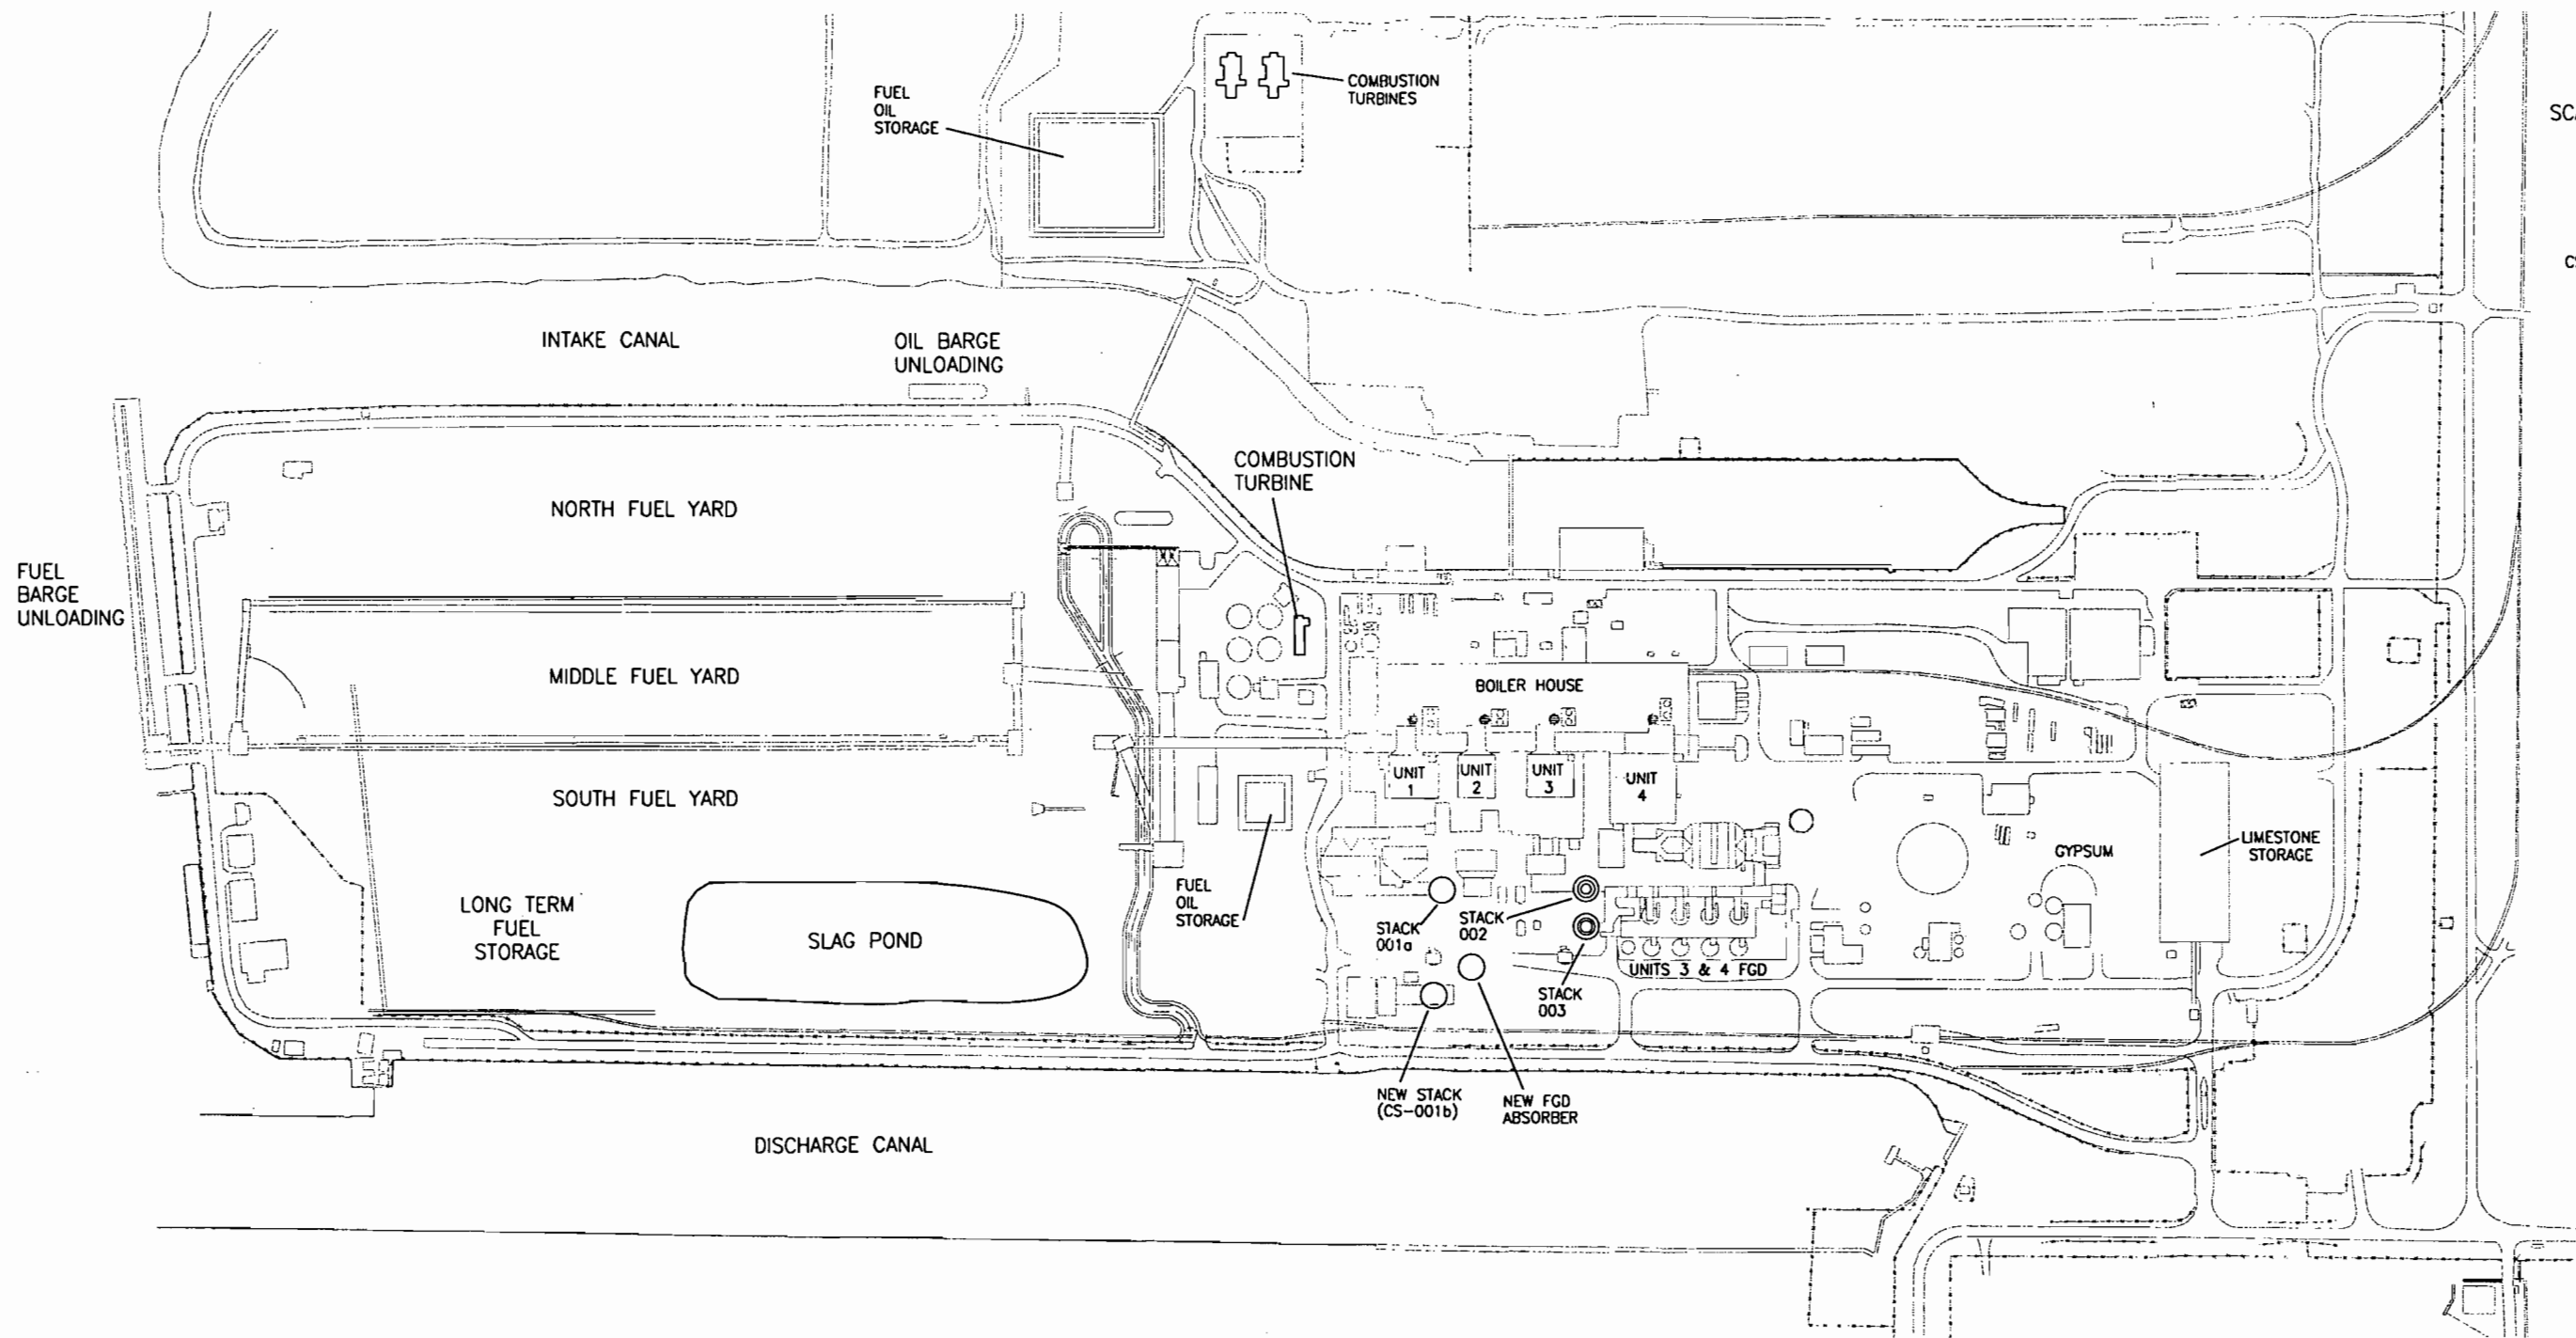 COMBUSTION
TURBINES
FUEL
OIL
STORAGE
INTAKE CANAL
OIL BARGE
UNLOADING
COMBUSTION
TURBINE
NORTH FUEL YARD
FUEL
BARGE
UNLOADING
MIDDLE FUEL YARD
BOILER HOUSE
UNIT
1
UNIT
2
UNIT
3
UNIT
4
SOUTH FUEL YARD
LIMESTONE
STORAGE
GYPSUM
LONG TERM
FUEL
STORAGE
SLAG POND
FUEL
OIL
STORAGE
STACK
001a
STACK
002
UNITS 3 & 4 FGD
STACK
003
NEW STACK
(CS-001b)
NEW FGD
ABSORBER
DISCHARGE CANAL